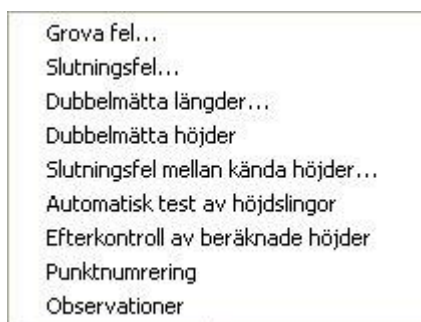 Grova fel...
Slutningsfel...
Dubbelmätta längder...
Dubbelmätta höjder
Slutningsfel mellan kända höjder...
Automatisk test av höjdslingor
Efterkontroll av beräknade höjder
Punktnumrering
Observationer